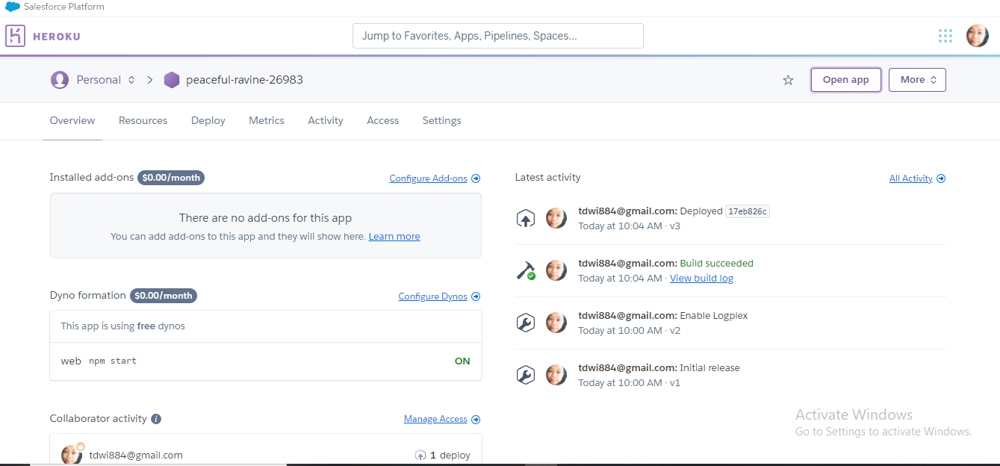 Salesforce Platform
HEROKU
Jump to Favorites, Apps, Pipelines, Spaces...
Personal
peaceful-ravine-26983
Open app
More
Overview
Resources
Deploy
Metrics
Activity
Access
Settings
Installed add-ons $0.00/month
Configure Add-ons
There are no add-ons for this app
You can add add-ons to this app and they will show here. Learn more
Dyno formation $0.00/month
Configure Dynos
This app is using free dynos
web npm start
ON
Collaborator activity
Manage Access
tdwi884@gmail.com
1 deploy
Latest activity
All Activity
tdwi884@gmail.com: Deployed 17eb826c
Today at 10:04 AM · v3
tdwi884@gmail.com: Build succeeded
Today at 10:04 AM · View build log
tdwi884@gmail.com: Enable Logplex
Today at 10:00 AM · v2
tdwi884@gmail.com: Initial release
Today at 10:00 AM · v1
Activate Windows
Go to Settings to activate Windows.